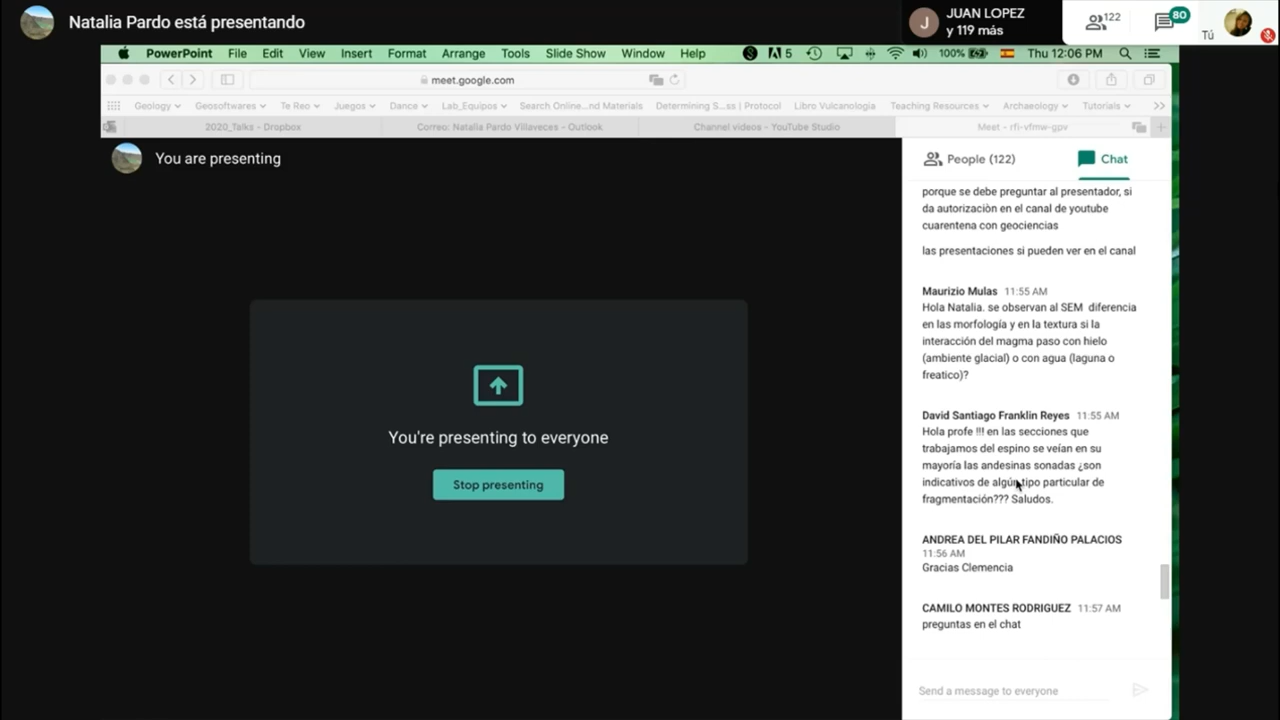 Natalia Pardo está presentando
JUAN LOPEZ
y 119 más
122
80
Tú
PowerPoint File Edit View Insert Format Arrange Tools Slide Show Window Help
5 100% Thu 12:06 PM
meet.google.com
Geology Geosoftwares Te Reo Juegos Dance Lab_Equipos Search Online...nd Materials Determining S...ss | Protocol Libro Vulcanologia Teaching Resources Archaeology Tutorials
2020_Talks - Dropbox Correo: Natalia Pardo Villaveces - Outlook Channel videos - YouTube Studio Meet - rfi-vfmw-gpv
You are presenting
You're presenting to everyone
Stop presenting
People (122) Chat
porque se debe preguntar al presentador, si
da autorizaciòn en el canal de youtube
cuarentena con geociencias
las presentaciones si pueden ver en el canal
Maurizio Mulas 11:55 AM
Hola Natalia. se observan al SEM diferencia
en las morfología y en la textura si la
interacción del magma paso con hielo
(ambiente glacial) o con agua (laguna o
freatico)?
David Santiago Franklin Reyes 11:55 AM
Hola profe !!! en las secciones que
trabajamos del espino se veían en su
mayoría las andesinas sonadas ¿son
indicativos de algún tipo particular de
fragmentación??? Saludos.
ANDREA DEL PILAR FANDIÑO PALACIOS
11:56 AM
Gracias Clemencia
CAMILO MONTES RODRIGUEZ 11:57 AM
preguntas en el chat
Send a message to everyone